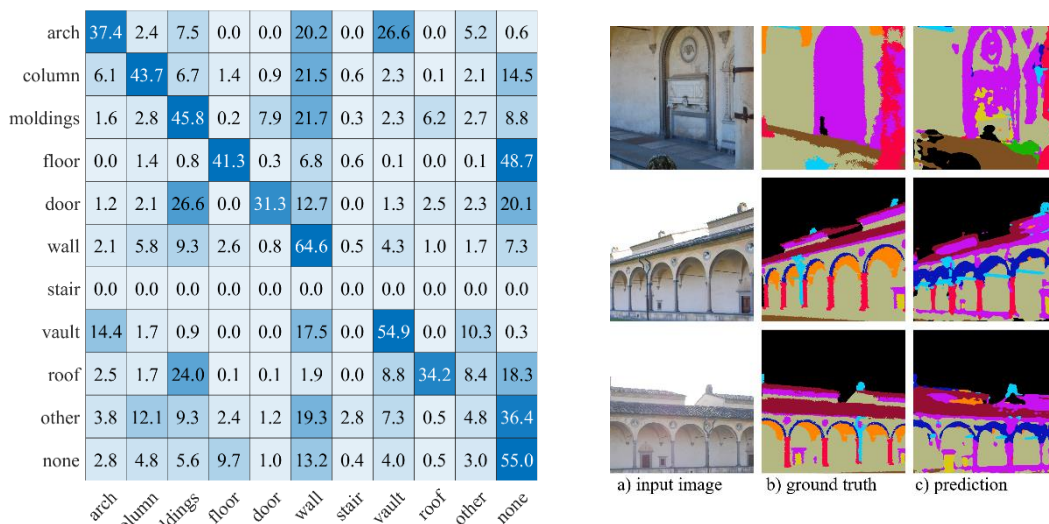 arch 37.4 2.4 7.5 0.0 0.0 20.2 0.0 26.6 0.0 5.2 0.6
column 6.1 43.7 6.7 1.4 0.9 21.5 0.6 2.3 0.1 2.1 14.5
moldings 1.6 2.8 45.8 0.2 7.9 21.7 0.3 2.3 6.2 2.7 8.8
floor 0.0 1.4 0.8 41.3 0.3 6.8 0.6 0.1 0.0 0.1 48.7
door 1.2 2.1 26.6 0.0 31.3 12.7 0.0 1.3 2.5 2.3 20.1
wall 2.1 5.8 9.3 2.6 0.8 64.6 0.5 4.3 1.0 1.7 7.3
stair 0.0 0.0 0.0 0.0 0.0 0.0 0.0 0.0 0.0 0.0 0.0
vault 14.4 1.7 0.9 0.0 0.0 17.5 0.0 54.9 0.0 10.3 0.3
roof 2.5 1.7 24.0 0.1 0.1 1.9 0.0 8.8 34.2 8.4 18.3
other 3.8 12.1 9.3 2.4 1.2 19.3 2.8 7.3 0.5 4.8 36.4
none 2.8 4.8 5.6 9.7 1.0 13.2 0.4 4.0 0.5 3.0 55.0
arch olumn ldings floor door wall stair vault roof other none
a) input image b) ground truth c) prediction